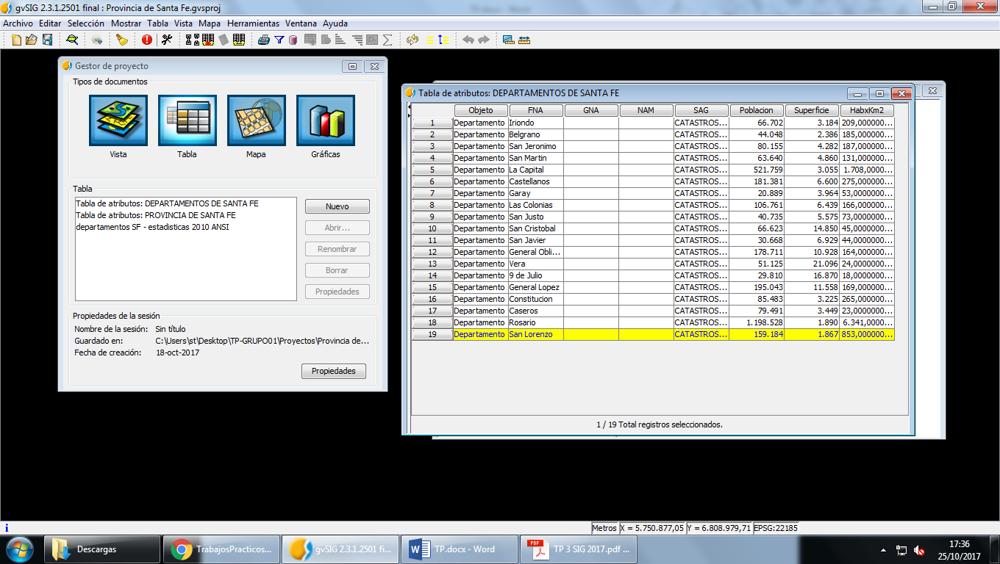 TP.docx - Word
gvSIG 2.3.1.2501 final : Provincia de Santa Fe.gvsproj
Archivo Editar Selección Mostrar Tabla Vista Mapa Herramientas Ventana Ayuda
Gestor de proyecto
Tipos de documentos
Vista Tabla Mapa Gráficas
Tabla
Tabla de atributos: DEPARTAMENTOS DE SANTA FE
Tabla de atributos: PROVINCIA DE SANTA FE
departamentos SF - estadisticas 2010 ANSI
Nuevo
Abrir...
Renombrar
Borrar
Propiedades
Propiedades de la sesión
Nombre de la sesión: Sin título
Guardado en: C:\Users\st\Desktop\TP-GRUPO01\Proyectos\Provincia de...
Fecha de creación: 18-oct-2017
Propiedades
Tabla de atributos: DEPARTAMENTOS DE SANTA FE
Objeto FNA GNA NAM SAG Poblacion Superficie HabxKm2
1 Departamento Iriondo CATASTROS... 66.702 3.184 209,000000...
2 Departamento Belgrano CATASTROS... 44.048 2.386 185,000000...
3 Departamento San Jeronimo CATASTROS... 80.155 4.282 187,000000...
4 Departamento San Martin CATASTROS... 63.640 4.860 131,000000...
5 Departamento La Capital CATASTROS... 521.759 3.055 1.708,0000...
6 Departamento Castellanos CATASTROS... 181.381 6.600 275,000000...
7 Departamento Garay CATASTROS... 20.889 3.964 53,0000000...
8 Departamento Las Colonias CATASTROS... 106.761 6.439 166,000000...
9 Departamento San Justo CATASTROS... 40.735 5.575 73,0000000...
10 Departamento San Cristobal CATASTROS... 66.623 14.850 45,0000000...
11 Departamento San Javier CATASTROS... 30.668 6.929 44,0000000...
12 Departamento General Obli... CATASTROS... 178.711 10.928 164,000000...
13 Departamento Vera CATASTROS... 51.125 21.096 24,0000000...
14 Departamento 9 de Julio CATASTROS... 29.810 16.870 18,0000000...
15 Departamento General Lopez CATASTROS... 195.043 11.558 169,000000...
16 Departamento Constitucion CATASTROS... 85.483 3.225 265,000000...
17 Departamento Caseros CATASTROS... 79.491 3.449 23,0000000...
18 Departamento Rosario CATASTROS... 1.198.528 1.890 6.341,0000...
19 Departamento San Lorenzo CATASTROS... 159.184 1.867 853,000000...
1 / 19 Total registros seleccionados.
Metros X = 5.750.877,05 Y = 6.808.979,71 EPSG:22185
Descargas TrabajosPracticos... gvSIG 2.3.1.2501 fi... TP.docx - Word TP 3 SIG 2017.pdf ...
17:36
25/10/2017